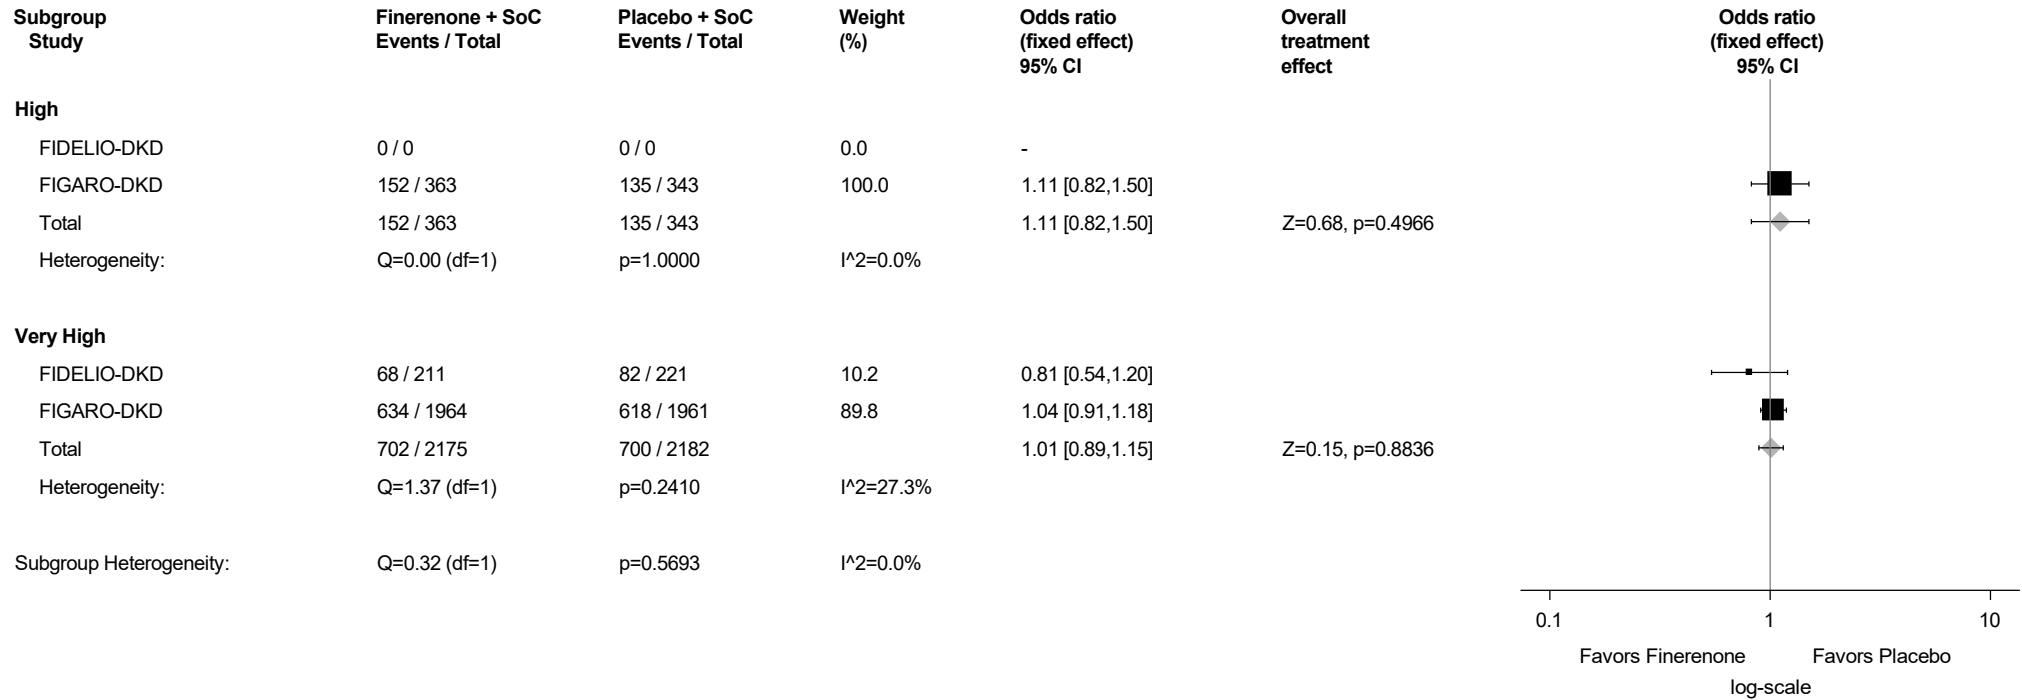 Subgroup Finerenone + SoC Placebo + SoC Weight Odds ratio Overall Odds ratio
Study Events / Total Events / Total (%) (fixed effect) treatment (fixed effect)
95% CI effect 95% CI
High
FIDELIO-DKD 0 / 0 0 / 0 0.0 -
FIGARO-DKD 152 / 363 135 / 343 100.0 1.11 [0.82,1.50]
Total 152 / 363 135 / 343 1.11 [0.82,1.50] Z=0.68, p=0.4966
Heterogeneity: Q=0.00 (df=1) p=1.0000 I^2=0.0%
Very High
FIDELIO-DKD 68 / 211 82 / 221 10.2 0.81 [0.54,1.20]
FIGARO-DKD 634 / 1964 618 / 1961 89.8 1.04 [0.91,1.18]
Total 702 / 2175 700 / 2182 1.01 [0.89,1.15] Z=0.15, p=0.8836
Heterogeneity: Q=1.37 (df=1) p=0.2410 I^2=27.3%
Subgroup Heterogeneity: Q=0.32 (df=1) p=0.5693 I^2=0.0%
0.1 1 10
Favors Finerenone Favors Placebo
log-scale